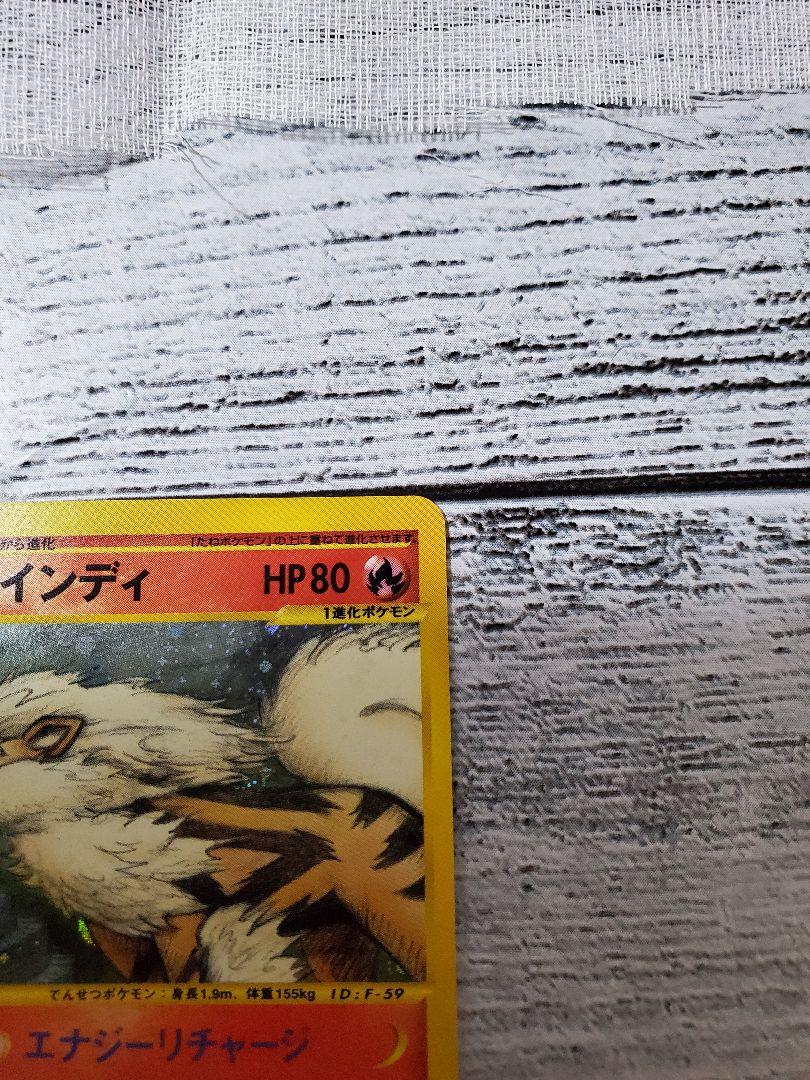 から進化 「たねポケモン」の上に重ねて進化させます
インディ HP80
1進化ポケモン
でんせつポケモン：身長1.9m、体重155kg ID:F-59
エナジーリチャージ